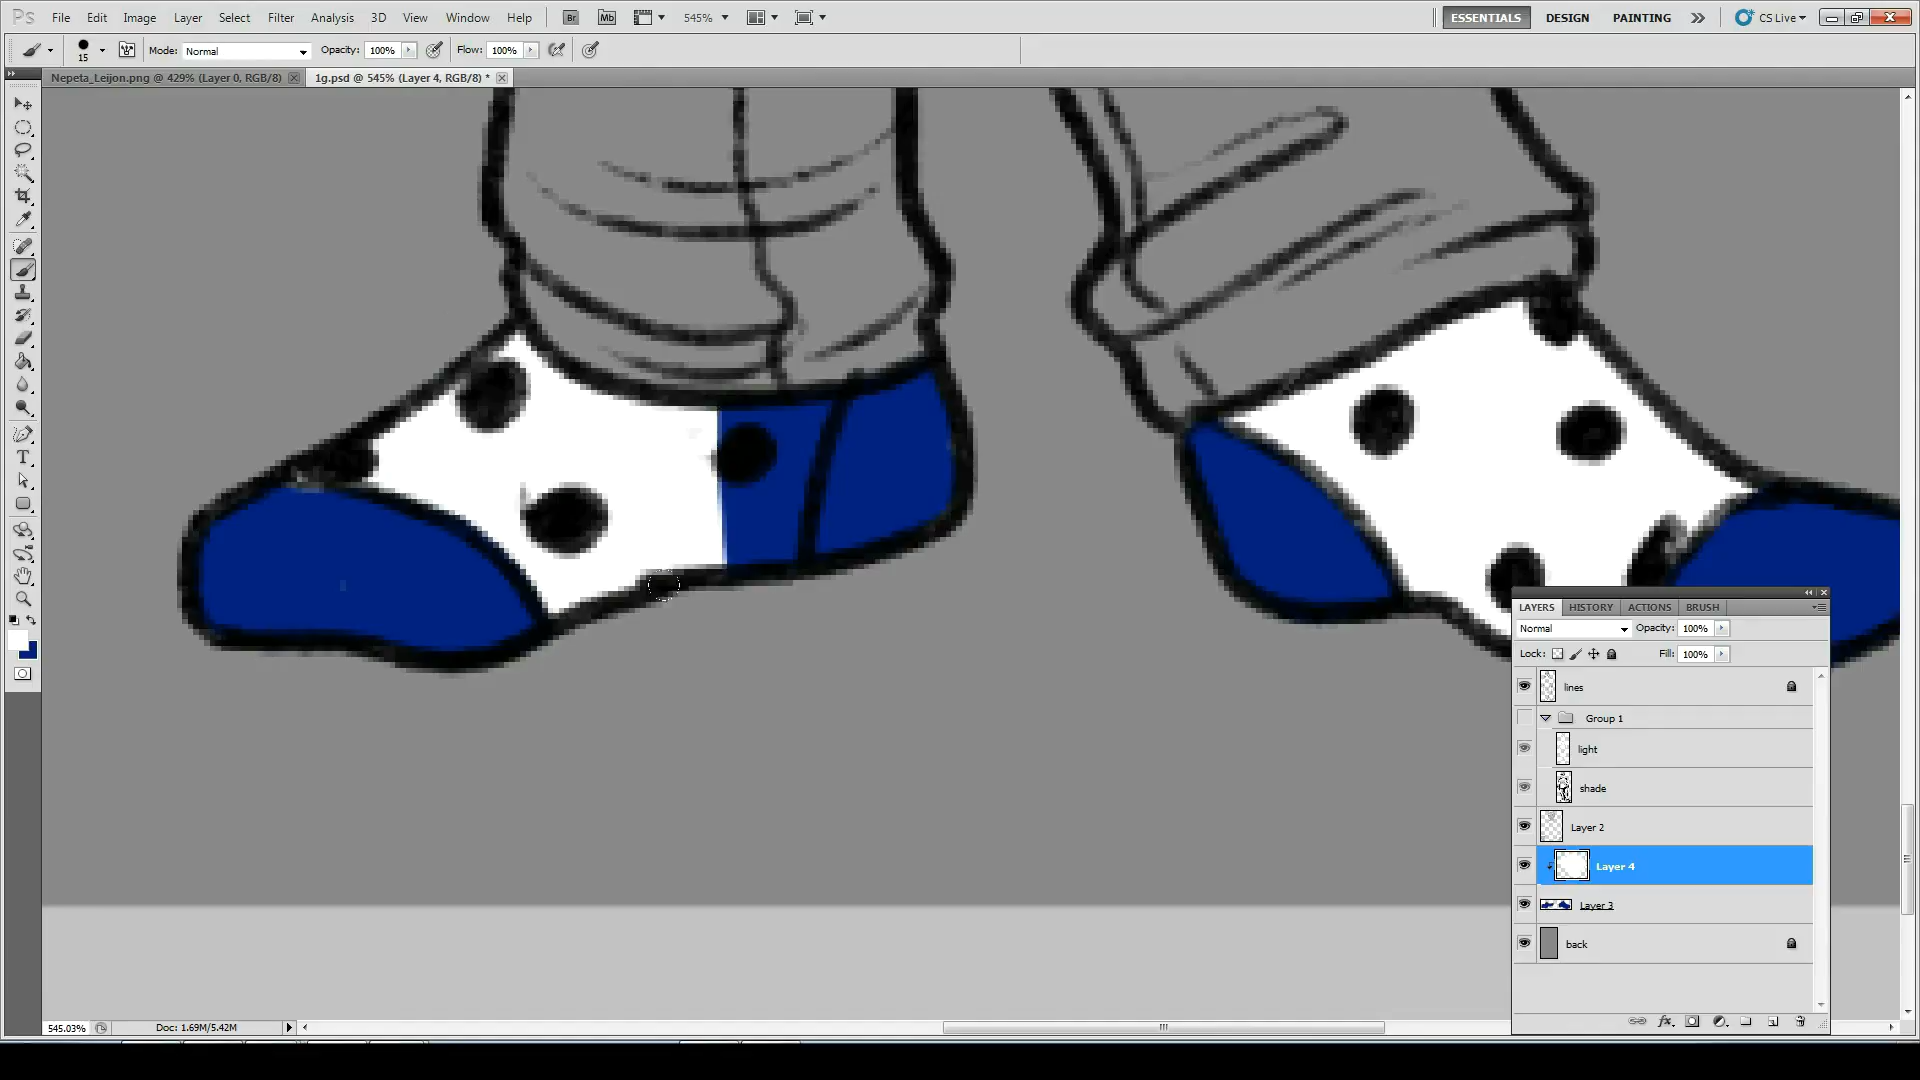 Ps File Edit Image Layer Select Filter Analysis 3D View Window Help Br Mb 545% ESSENTIALS DESIGN PAINTING CS Live
15 Mode: Normal Opacity: 100% Flow: 100%
Nepeta_Leijon.png @ 429% (Layer 0, RGB/8) 1g.psd @ 545% (Layer 4, RGB/8) *
LAYERS HISTORY ACTIONS BRUSH
Normal Opacity: 100%
Lock: Fill: 100%
lines
Group 1
light
shade
Layer 2
Layer 4
Layer 3
back
545.03% Doc: 1.69M/5.42M